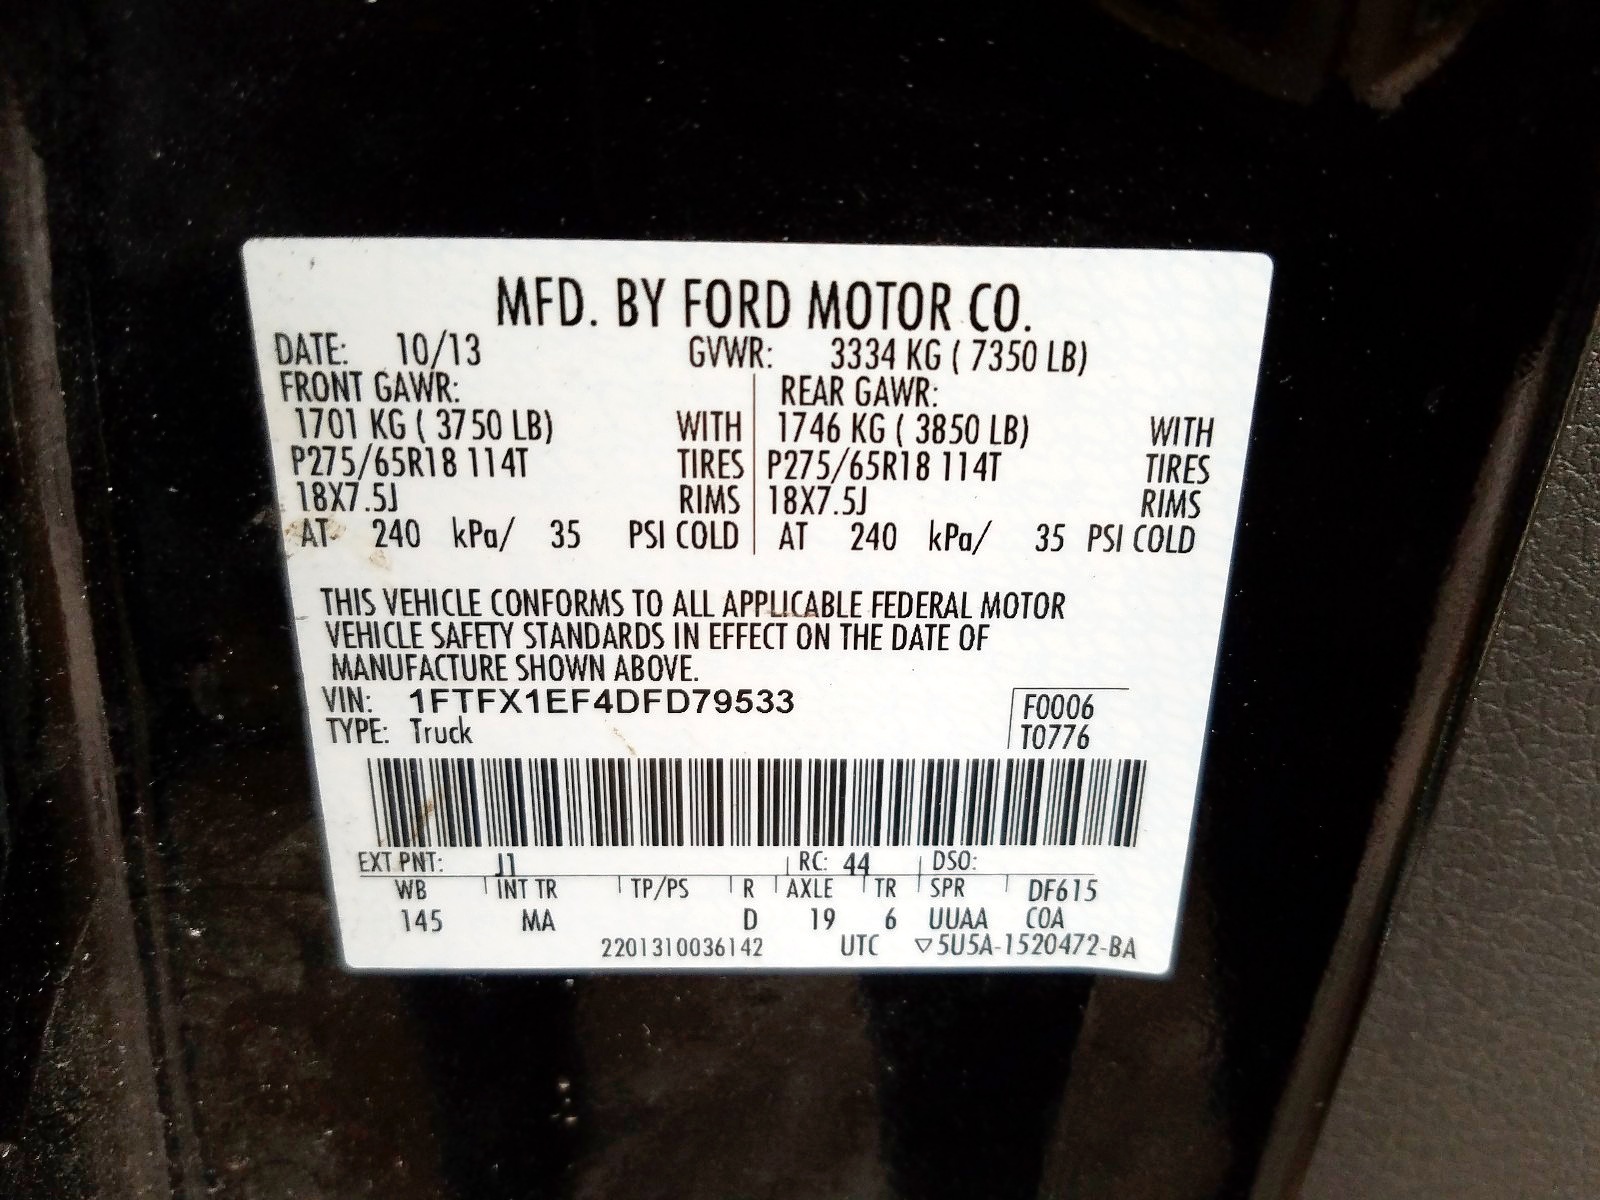 MFD. BY FORD MOTOR CO.
DATE: 10/13 GVWR: 3334 KG ( 7350 LB)
FRONT GAWR: REAR GAWR:
1701 KG ( 3750 LB) WITH 1746 KG ( 3850 LB) WITH
P275/65R18 114T TIRES P275/65R18 114T TIRES
18X7.5J RIMS 18X7.5J RIMS
AT 240 kPa/ 35 PSI COLD AT 240 kPa/ 35 PSI COLD
THIS VEHICLE CONFORMS TO ALL APPLICABLE FEDERAL MOTOR
VEHICLE SAFETY STANDARDS IN EFFECT ON THE DATE OF
MANUFACTURE SHOWN ABOVE.
VIN: 1FTFX1EF4DFD79533 F0006
TYPE: Truck T0776
EXT PNT: J1 RC: 44 DSO:
WB INT TR TP/PS R AXLE TR SPR DF615
145 MA D 19 6 UUAA COA
2201310036142 UTC ▽5U5A-1520472-BA